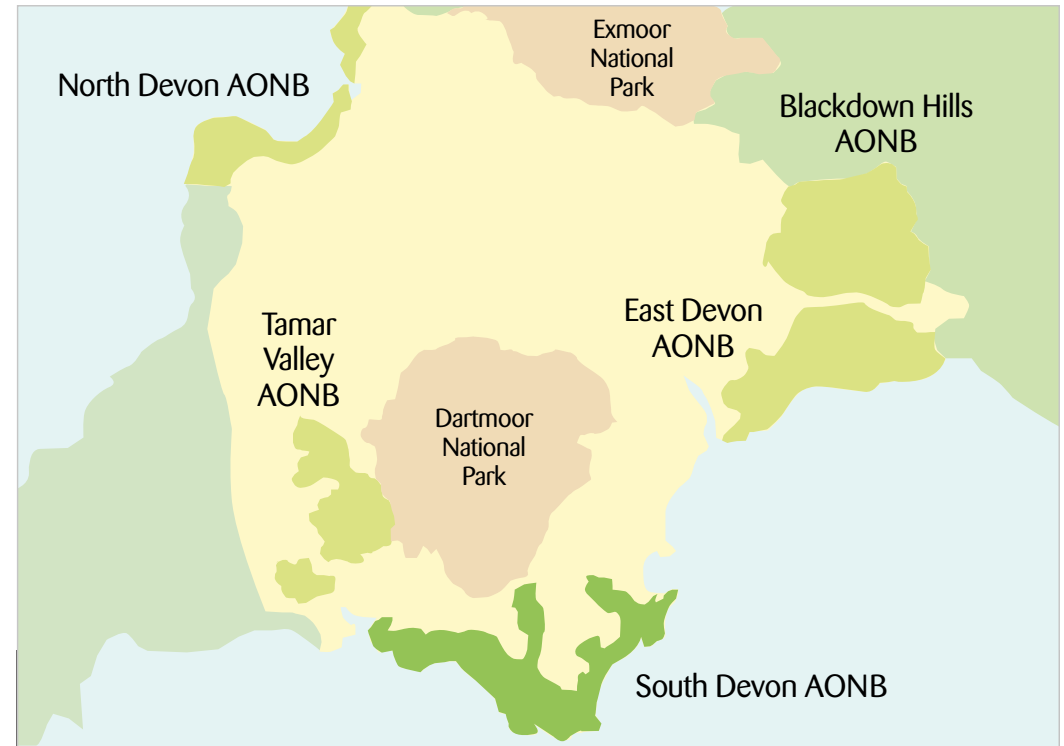 Exmoor
National
Park
North Devon AONB
Blackdown Hills
AONB
East Devon
AONB
Tamar
Valley
AONB
Dartmoor
National
Park
South Devon AONB